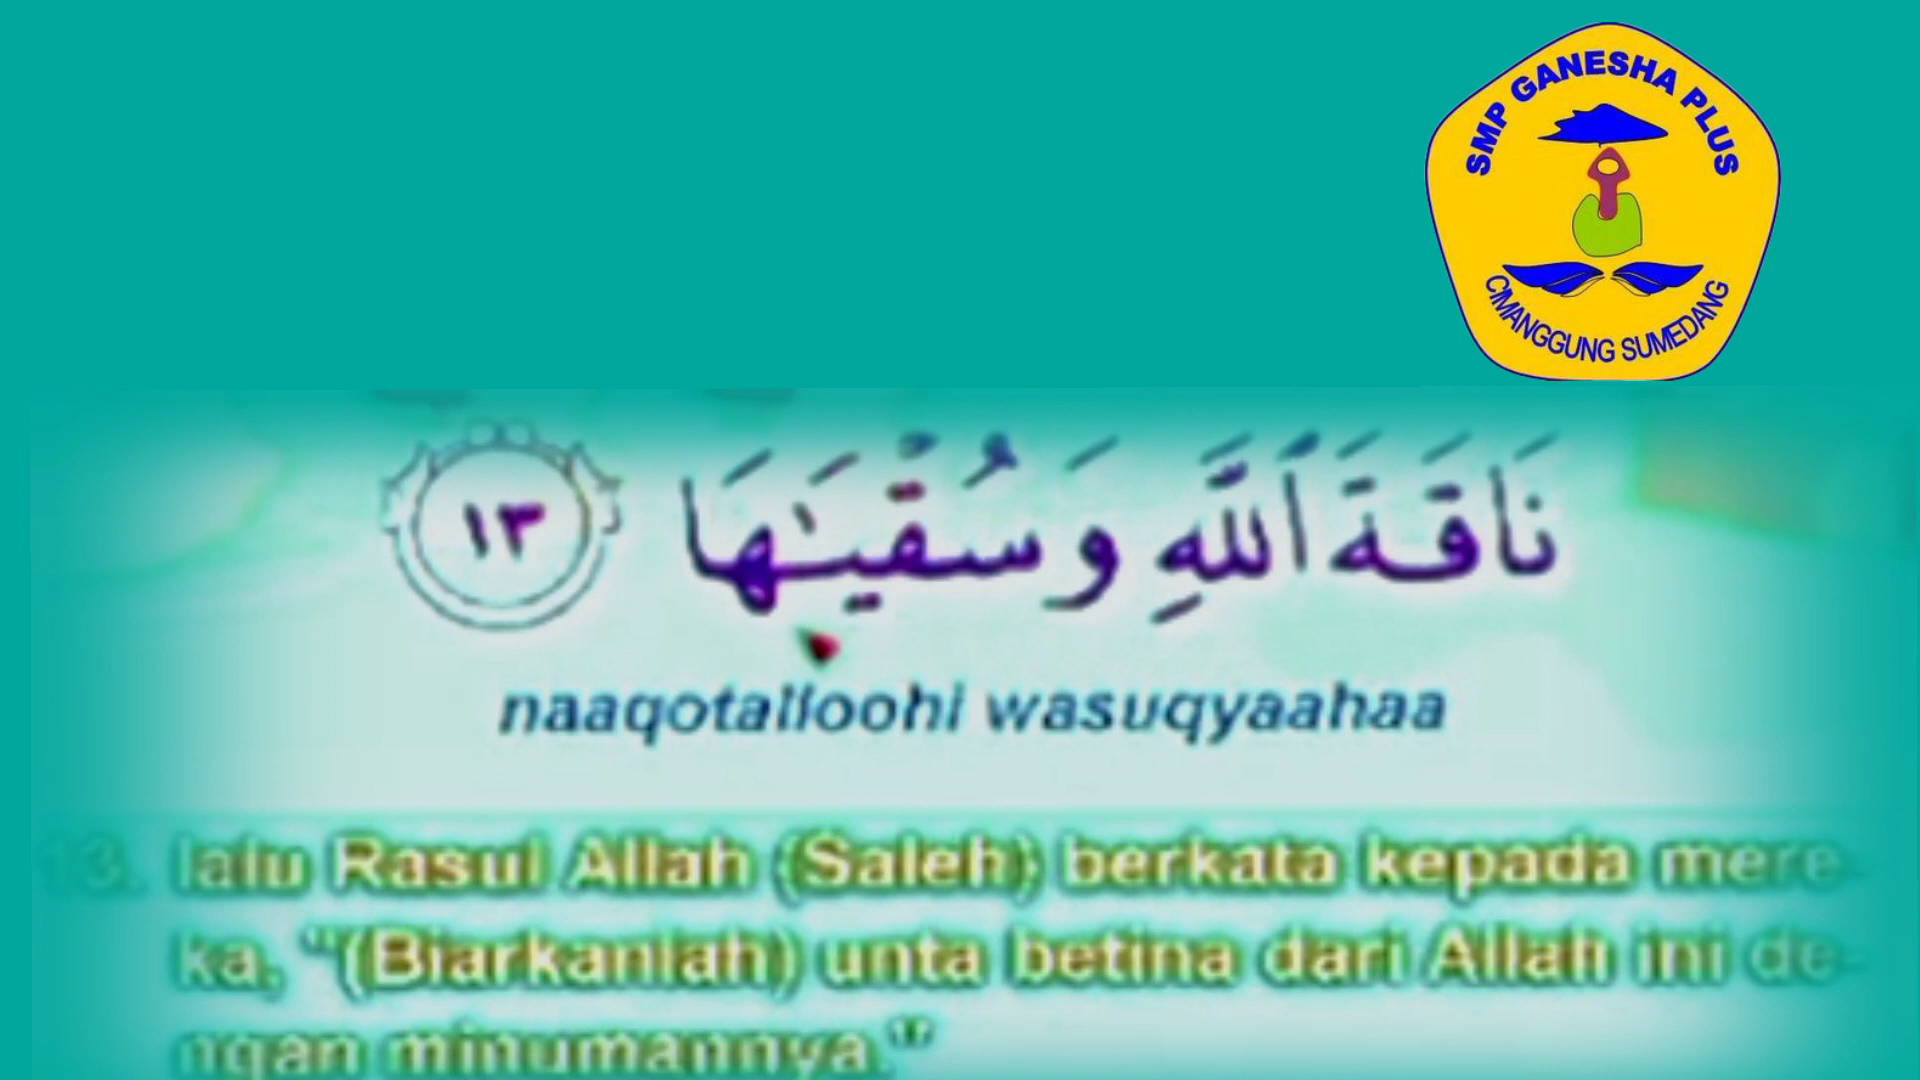 SMP GANESHA PLUS
CIMANGGUNG SUMEDANG
نَاقَةَ ٱللَّهِ وَسُقْيَـٰهَا ١٣
naaqotalloohi wasuqyaahaa
13. lalu Rasul Allah (Saleh) berkata kepada mere-
ka, "(Biarkanlah) unta betina dari Allah ini de-
ngan minumannya."